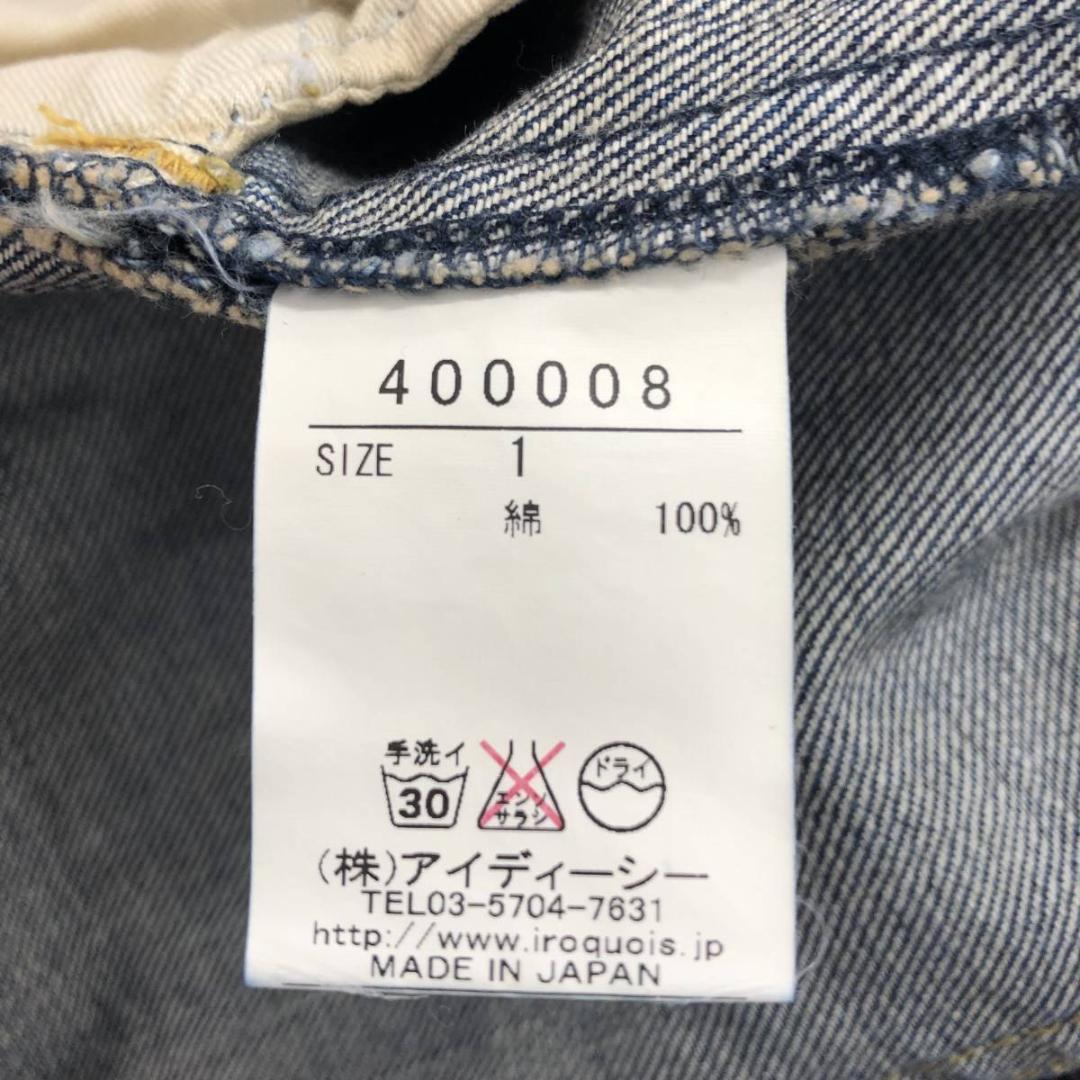 400008
SIZE 1
綿 100%
手洗イ
30
エンソ
サラシ
ドライ
(株)アイディーシー
TEL03-5704-7631
http://www.iroquois.jp
MADE IN JAPAN